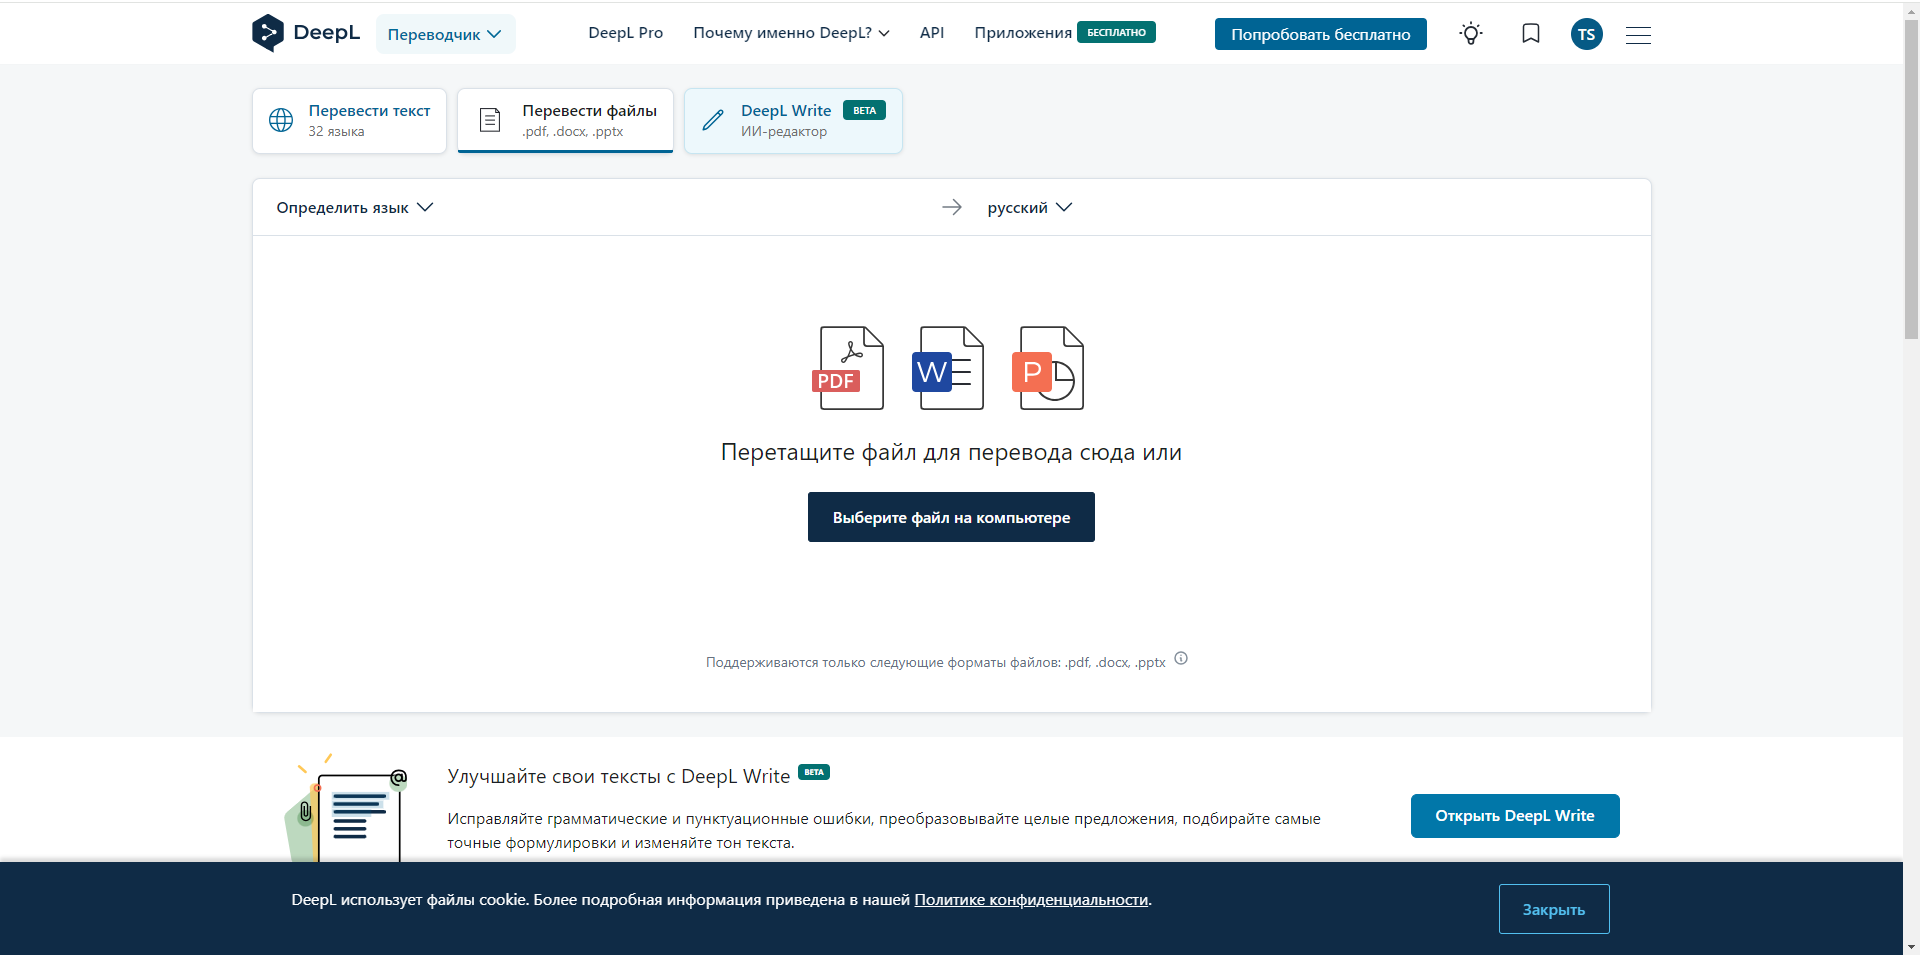 DeepL
Переводчик
DeepL Pro
Почему именно DeepL?
API
Приложения БЕСПЛАТНО
Попробовать бесплатно
TS
Перевести текст
32 языка
Перевести файлы
.pdf, .docx, .pptx
DeepL Write BETA
ИИ-редактор
Определить язык
русский
PDF
W
P
Перетащите файл для перевода сюда или
Выберите файл на компьютере
Поддерживаются только следующие форматы файлов: .pdf, .docx, .pptx
@
Улучшайте свои тексты с DeepL Write BETA
Исправляйте грамматические и пунктуационные ошибки, преобразовывайте целые предложения, подбирайте самые
точные формулировки и изменяйте тон текста.
Открыть DeepL Write
DeepL использует файлы cookie. Более подробная информация приведена в нашей Политике конфиденциальности.
Закрыть